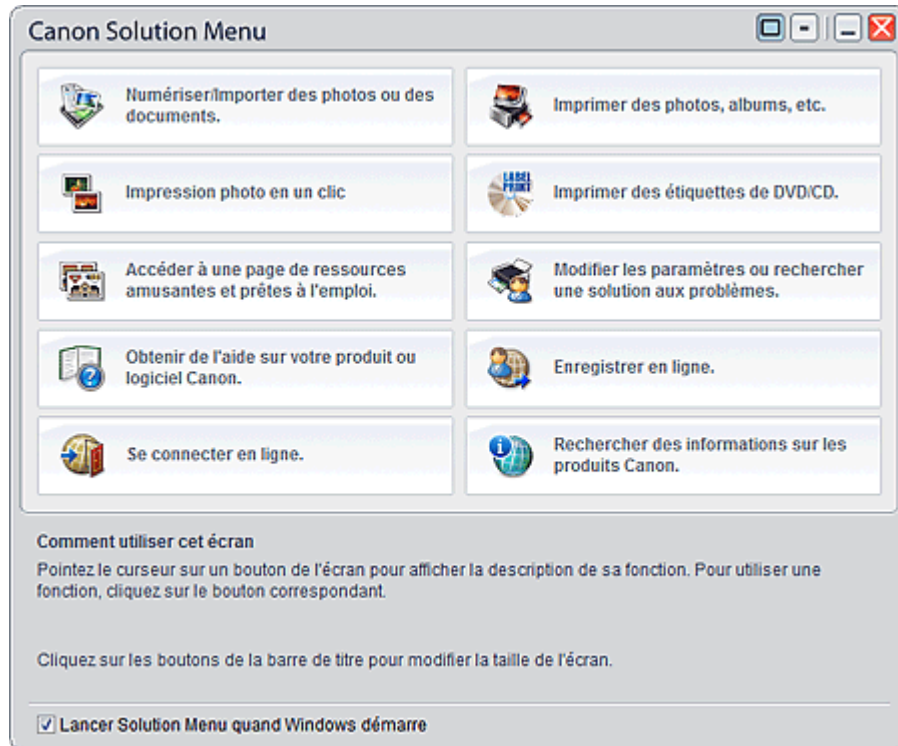 Canon Solution Menu
Numériser/Importer des photos ou des
documents.
Imprimer des photos, albums, etc.
Impression photo en un clic
LABEL
PRINT
Imprimer des étiquettes de DVD/CD.
Accéder à une page de ressources
amusantes et prêtes à l'emploi.
Modifier les paramètres ou rechercher
une solution aux problèmes.
Obtenir de l'aide sur votre produit ou
logiciel Canon.
Enregistrer en ligne.
Se connecter en ligne.
Rechercher des informations sur les
produits Canon.
Comment utiliser cet écran
Pointez le curseur sur un bouton de l'écran pour afficher la description de sa fonction. Pour utiliser une
fonction, cliquez sur le bouton correspondant.
Cliquez sur les boutons de la barre de titre pour modifier la taille de l'écran.
Lancer Solution Menu quand Windows démarre